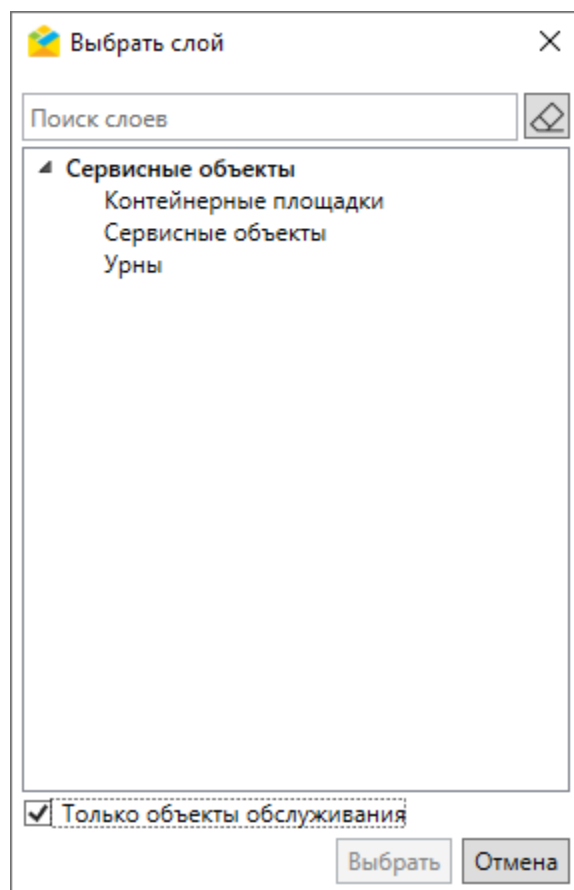 Выбрать слой
Поиск слоев
Сервисные объекты
Контейнерные площадки
Сервисные объекты
Урны
Только объекты обслуживания
Выбрать Отмена